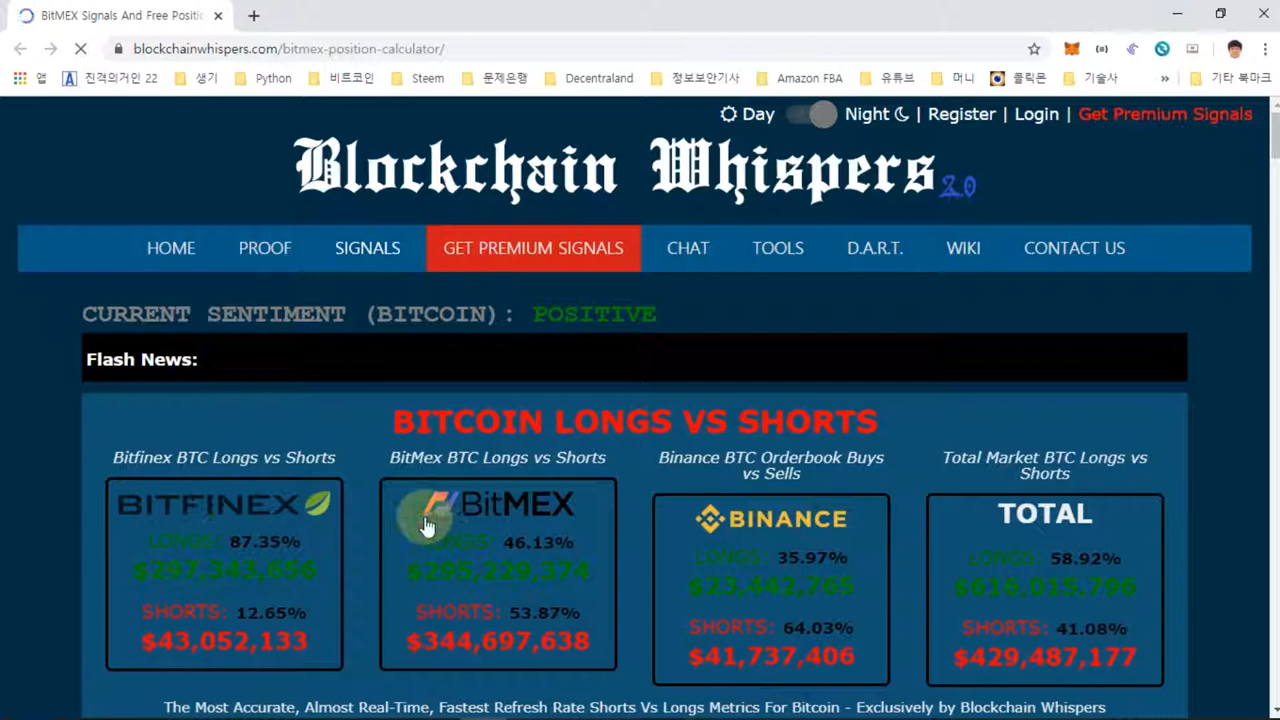 BitMEX Signals And Free Positi
blockchainwhispers.com/bitmex-position-calculator/
앱 진격의거인 22 생기 Python 비트코인 Steem 문제은행 Decentraland 정보보안기사 Amazon FBA 유튜브 머니 클릭몬 기술사 » 기타 북마크
Day Night | Register | Login | Get Premium Signals
Blockchain Whispers 2.0
HOME PROOF SIGNALS GET PREMIUM SIGNALS CHAT TOOLS D.A.R.T. WIKI CONTACT US
CURRENT SENTIMENT (BITCOIN): POSITIVE
Flash News:
BITCOIN LONGS VS SHORTS
Bitfinex BTC Longs vs Shorts
BITFINEX
LONGS: 87.35%
$297,343,656
SHORTS: 12.65%
$43,052,133
BitMex BTC Longs vs Shorts
BitMEX
LONGS: 46.13%
$295,229,374
SHORTS: 53.87%
$344,697,638
Binance BTC Orderbook Buys
vs Sells
BINANCE
LONGS: 35.97%
$23,442,765
SHORTS: 64.03%
$41,737,406
Total Market BTC Longs vs
Shorts
TOTAL
LONGS: 58.92%
$616,015,796
SHORTS: 41.08%
$429,487,177
The Most Accurate, Almost Real-Time, Fastest Refresh Rate Shorts Vs Longs Metrics For Bitcoin - Exclusively by Blockchain Whispers